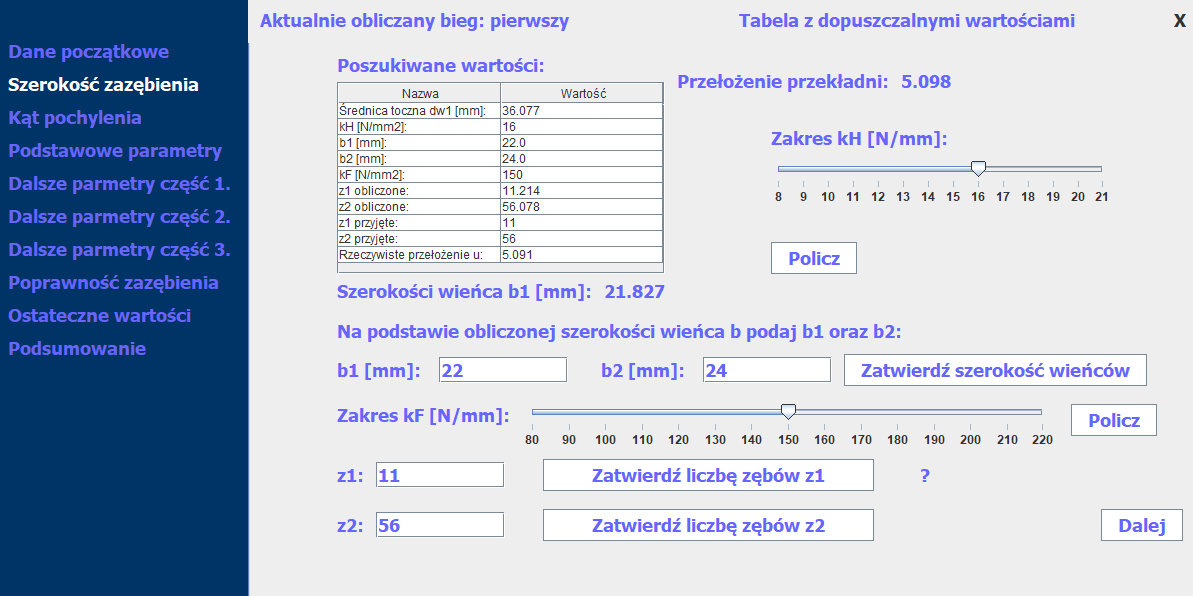 Aktualnie obliczany bieg: pierwszy
Tabela z dopuszczalnymi wartościami
X
Dane początkowe
Szerokość zazębienia
Kąt pochylenia
Podstawowe parametry
Dalsze parmetry część 1.
Dalsze parmetry część 2.
Dalsze parmetry część 3.
Poprawność zazębienia
Ostateczne wartości
Podsumowanie
Poszukiwane wartości:
Nazwa Wartość
Średnica toczna dw1 [mm]: 36.077
kH [N/mm2]: 16
b1 [mm]: 22.0
b2 [mm]: 24.0
kF [N/mm2]: 150
z1 obliczone: 11.214
z2 obliczone: 56.078
z1 przyjęte: 11
z2 przyjęte: 56
Rzeczywiste przełożenie u: 5.091
Przełożenie przekładni: 5.098
Zakres kH [N/mm]:
8 9 10 11 12 13 14 15 16 17 18 19 20 21
Policz
Szerokości wieńca b1 [mm]: 21.827
Na podstawie obliczonej szerokości wieńca b podaj b1 oraz b2:
b1 [mm]: 22 b2 [mm]: 24 Zatwierdź szerokość wieńców
Zakres kF [N/mm]:
80 90 100 110 120 130 140 150 160 170 180 190 200 210 220
Policz
z1: 11 Zatwierdź liczbę zębów z1 ?
z2: 56 Zatwierdź liczbę zębów z2
Dalej